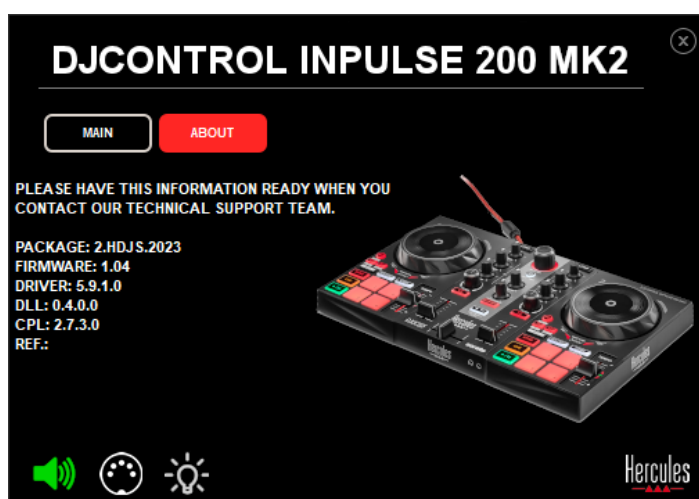 DJCONTROL INPULSE 200 MK2
MAIN
ABOUT
PLEASE HAVE THIS INFORMATION READY WHEN YOU
CONTACT OUR TECHNICAL SUPPORT TEAM.
PACKAGE: 2.HDJS.2023
FIRMWARE: 1.04
DRIVER: 5.9.1.0
DLL: 0.4.0.0
CPL: 2.7.3.0
REF.:
Hercules
Hercules
Hercules